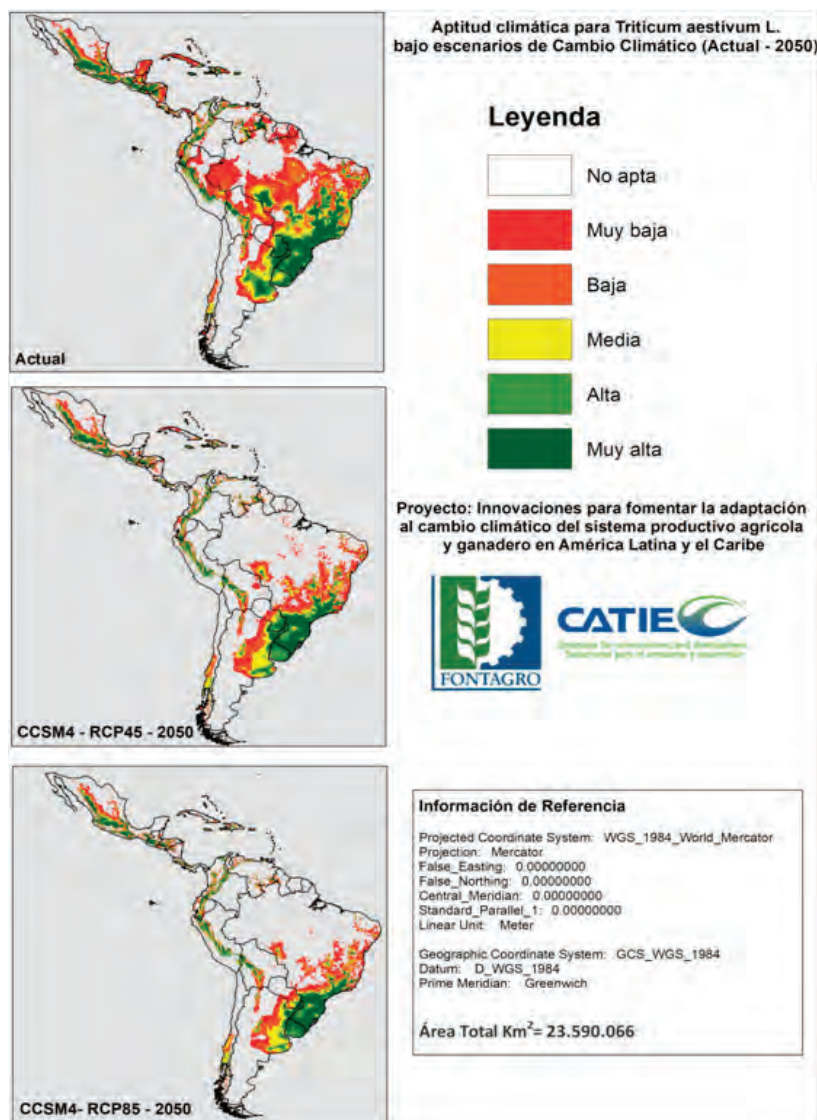 Aptitud climática para Triticum aestivum L.
bajo escenarios de Cambio Climático (Actual - 2050)
Leyenda
No apta
Muy baja
Baja
Media
Alta
Muy alta
Actual
CCSM4 - RCP45 - 2050
CCSM4- RCP85 - 2050
Proyecto: Innovaciones para fomentar la adaptación
al cambio climático del sistema productivo agrícola
y ganadero en América Latina y el Caribe
FONTAGRO
CATIE
Información de Referencia
Projected Coordinate System: WGS_1984_World_Mercator
Projection: Mercator
False_Easting: 0.00000000
False_Northing: 0.00000000
Central_Meridian: 0.00000000
Standard_Parallel_1: 0.00000000
Linear Unit: Meter
Geographic Coordinate System: GCS_WGS_1984
Datum: D_WGS_1984
Prime Meridian: Greenwich
Área Total Km²= 23.590.066